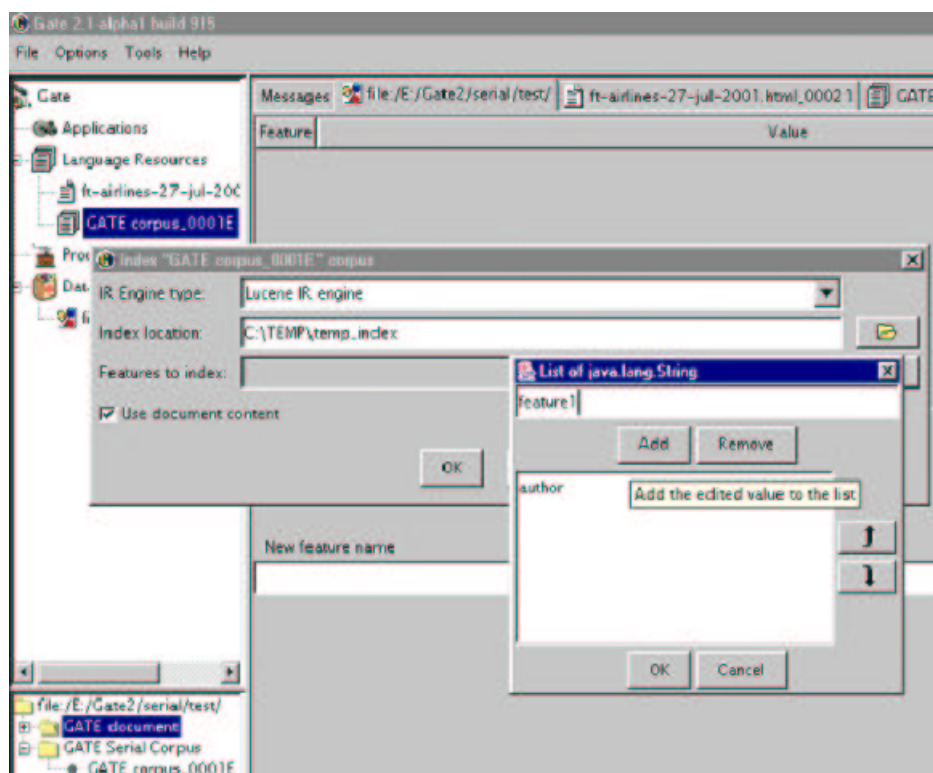 Gate 2.1-alpha1 build 915
File Options Tools Help
Gate
Applications
Language Resources
ft-airlines-27-jul-200
GATE corpus_0001E
Messages file:/E:/Gate2/serial/test/ ft-airlines-27-jul-2001.html_00021 GATE
Feature Value
Index "GATE corpus_0001E" corpus
IR Engine type: Lucene IR engine
Index location: C:\TEMP\temp_index
Features to index:
Use document content
OK
List of java.lang.String
feature1
Add Remove
author
Add the edited value to the list
OK Cancel
New feature name
file:/E:/Gate2/serial/test/
GATE document
GATE Serial Corpus
GATE corpus_0001E